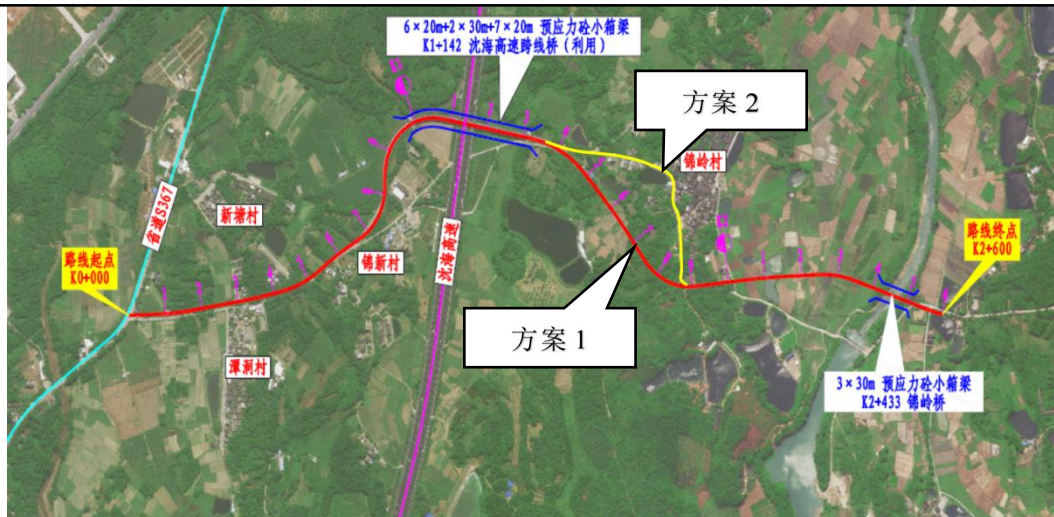 6×20m+2×30m+7×20m 预应力砼小箱梁
K1+142 沈海高速跨线桥(利用)
方案 2
锦岭村
省道S367
新塘村
锦新村
沈海高速
路线起点
K0+000
路线终点
K2+600
潭洞村
方案 1
3×30m 预应力砼小箱梁
K2+433 锦岭桥